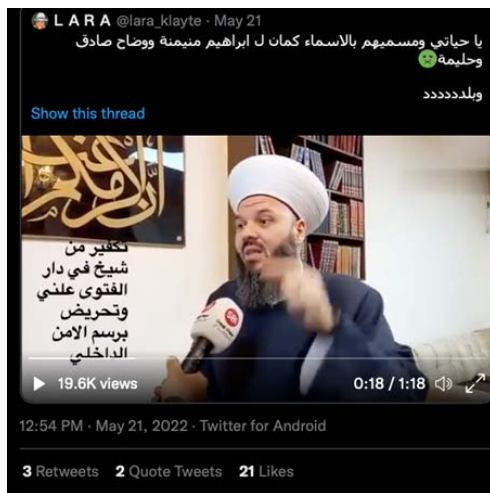 L A R A @lara_klayte · May 21
يا حياتي ومسميهم بالاسماء كمان ل ابراهيم منيمنة ووضاح صادق
وحليمة🤢
وبلدددددد
Show this thread
تكفير من
شيخ في دار
الفتوى علني
وتحريض
برسم الامن
الداخلي
19.6K views
0:18 / 1:18
12:54 PM · May 21, 2022 · Twitter for Android
3 Retweets 2 Quote Tweets 21 Likes